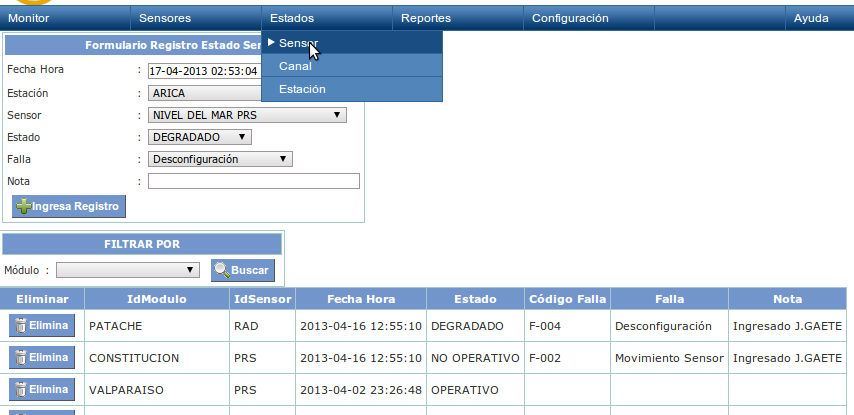 Monitor Sensores Estados Reportes Configuración Ayuda
Sensor
Canal
Estación
Formulario Registro Estado Sen
Fecha Hora : 17-04-2013 02:53:04
Estación : ARICA
Sensor : NIVEL DEL MAR PRS
Estado : DEGRADADO
Falla : Desconfiguración
Nota :
Ingresa Registro
FILTRAR POR
Módulo : Buscar
Eliminar IdModulo IdSensor Fecha Hora Estado Código Falla Falla Nota
Elimina PATACHE RAD 2013-04-16 12:55:10 DEGRADADO F-004 Desconfiguración Ingresado J.GAETE
Elimina CONSTITUCION PRS 2013-04-16 12:55:10 NO OPERATIVO F-002 Movimiento Sensor Ingresado J.GAETE
Elimina VALPARAISO PRS 2013-04-02 23:26:48 OPERATIVO